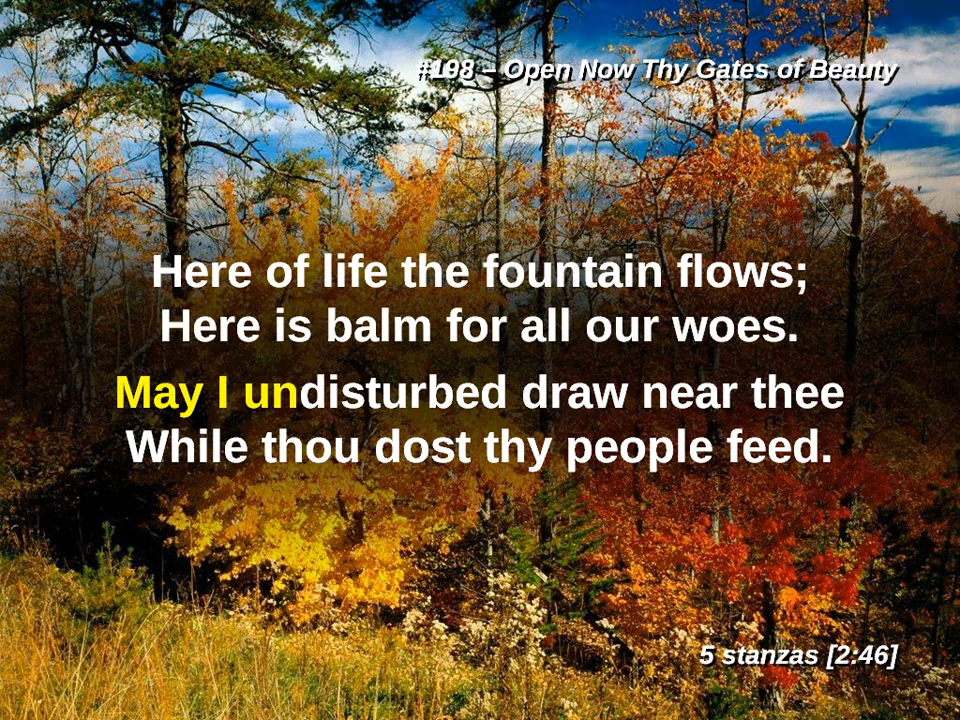 #198 – Open Now Thy Gates of Beauty
Here of life the fountain flows;
Here is balm for all our woes.
May I undisturbed draw near thee
While thou dost thy people feed.
5 stanzas [2:46]